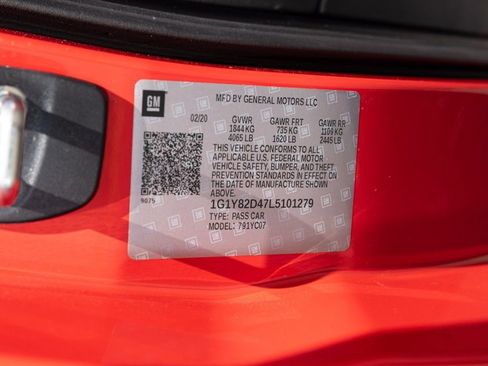 GM
MFD BY GENERAL MOTORS LLC
02/20 GVWR GAWR FRT GAWR RR
1844 KG 735 KG 1109 KG
4065 LB 1620 LB 2445 LB
THIS VEHICLE CONFORMS TO ALL
APPLICABLE U.S. FEDERAL MOTOR
VEHICLE SAFETY, BUMPER, AND THEFT
PREVENTION STANDARDS IN EFFECT ON
THE DATE OF MANUFACTURE SHOWN
ABOVE.
9075
1G1Y82D47L5101279
TYPE: PASS CAR
MODEL: 791YC07